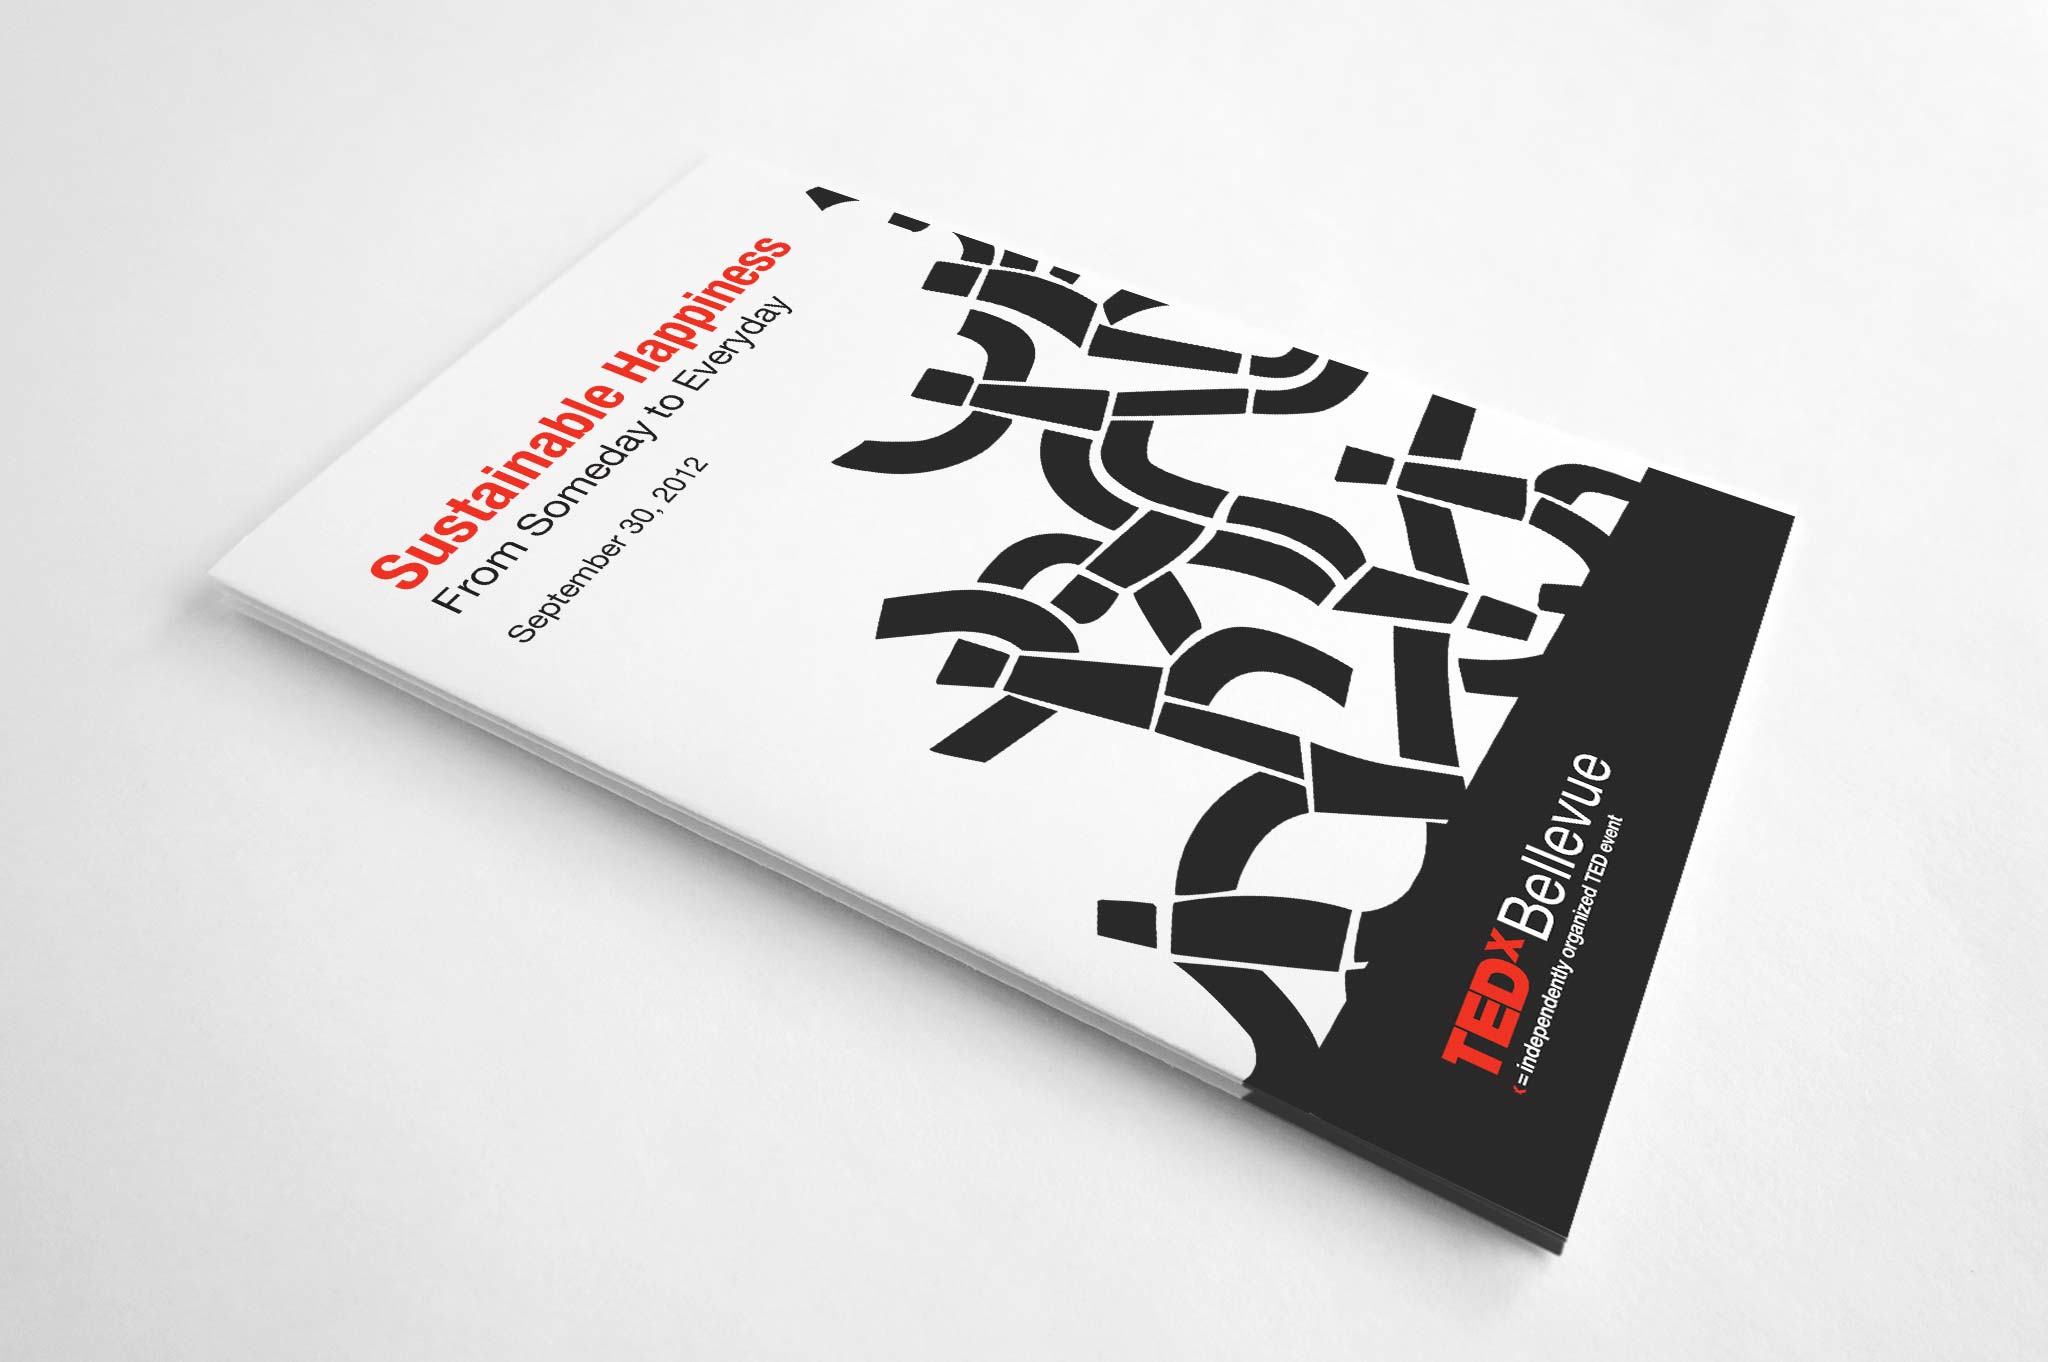 Sustainable Happiness
From Someday to Everyday
September 30, 2012
TEDxBellevue
x = independently organized TED event